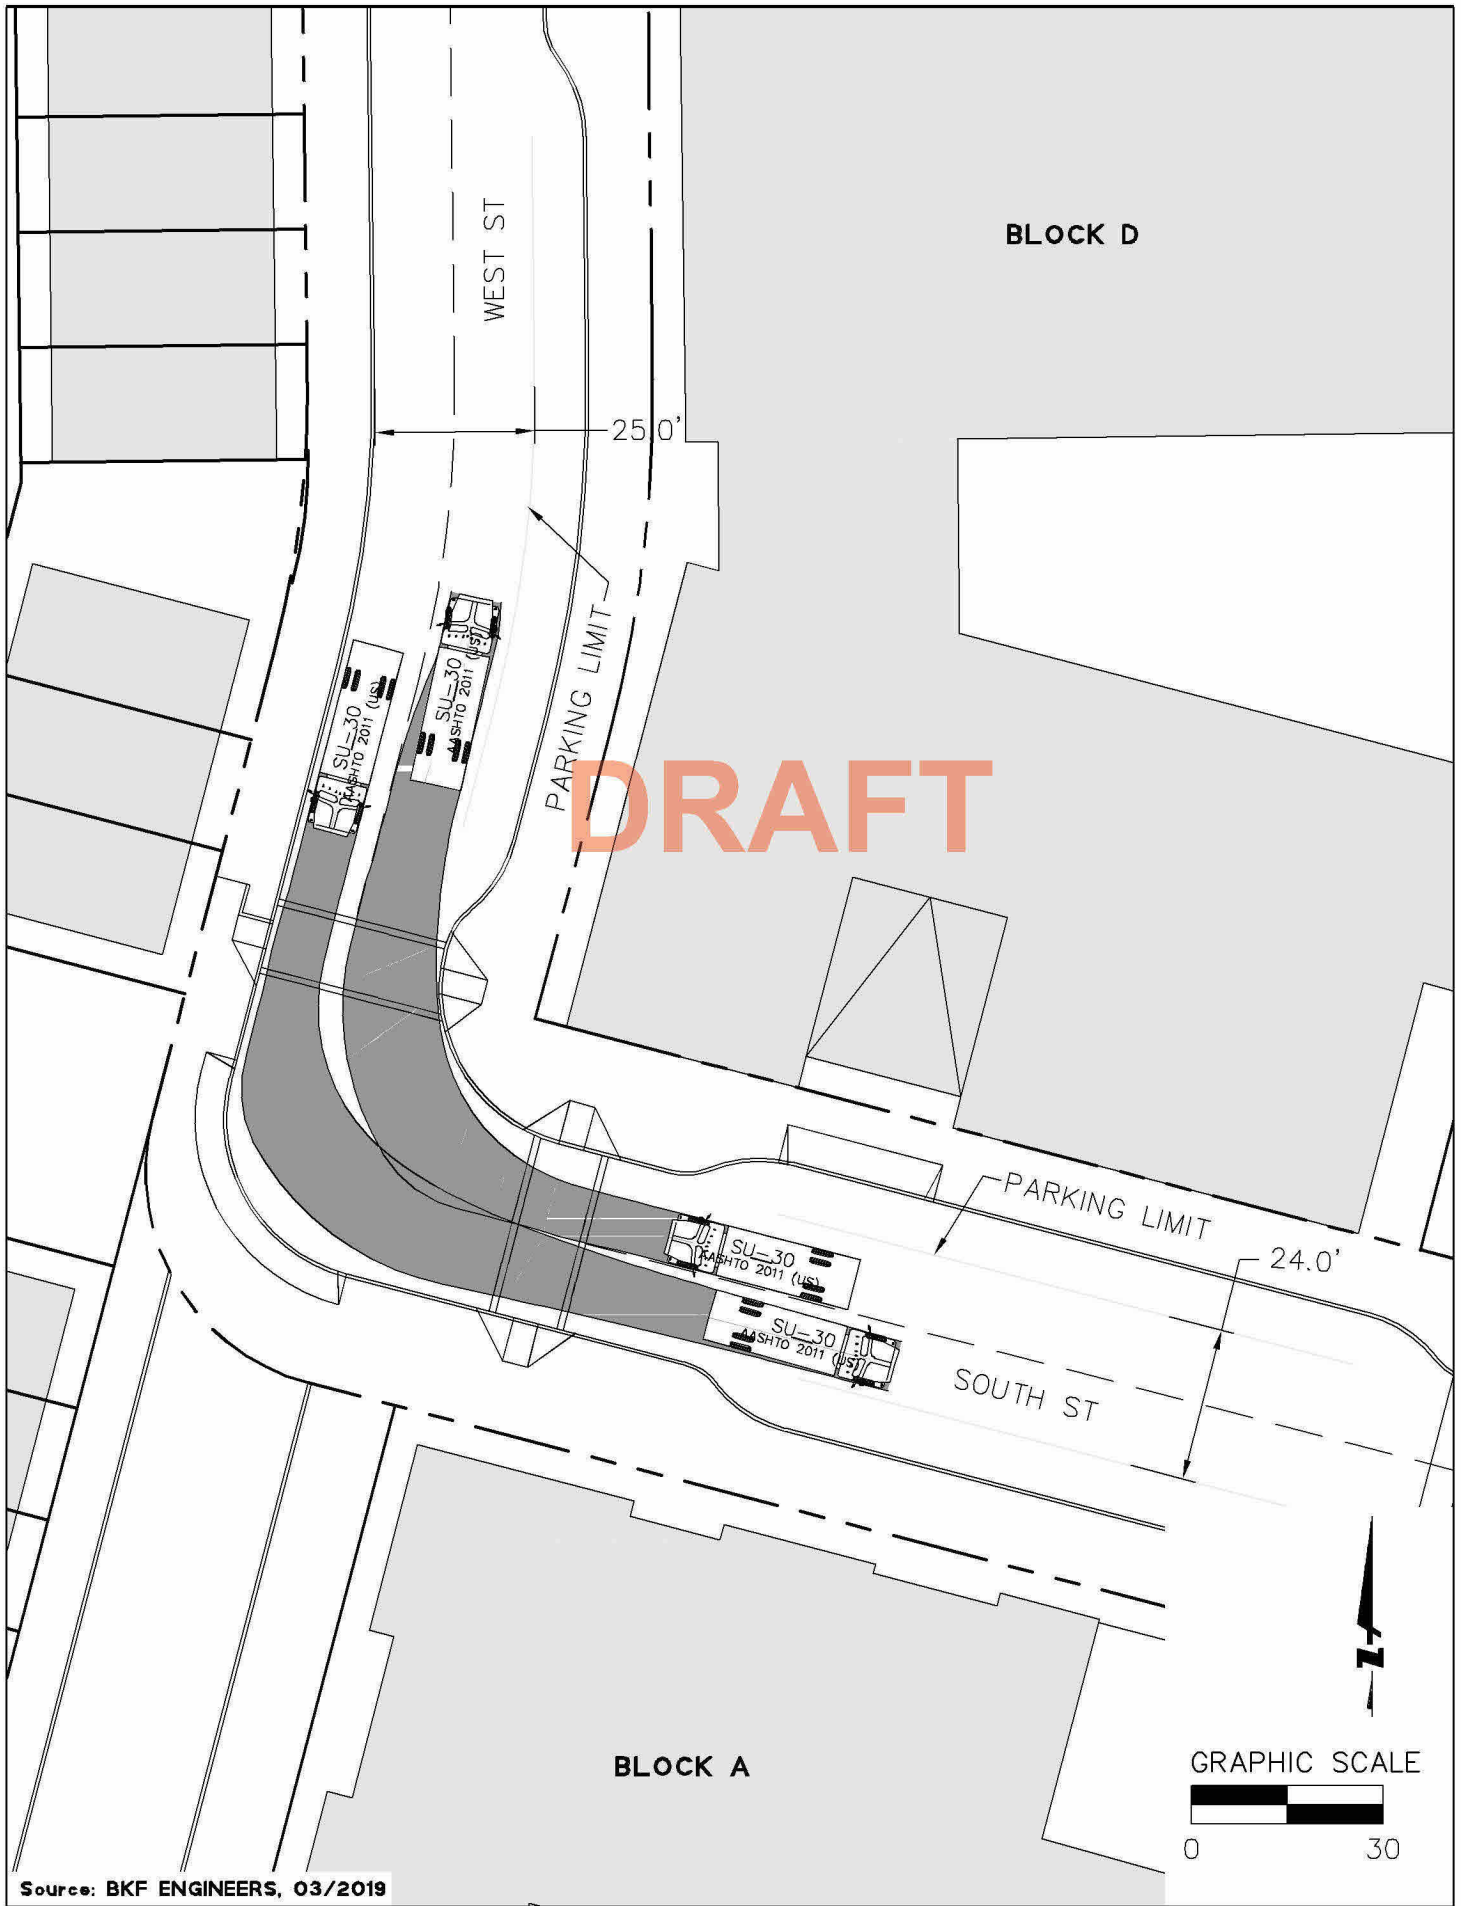 WEST ST
BLOCK D
25.0'
PARKING LIMIT
SU-30
AASHTO 2011 (US)
SU-30
AASHTO 2011 (US)
DRAFT
PARKING LIMIT
24.0'
SU-30
AASHTO 2011 (US)
SU-30
AASHTO 2011 (US)
SOUTH ST
BLOCK A
Z
GRAPHIC SCALE
0 30
Source: BKF ENGINEERS, 03/2019